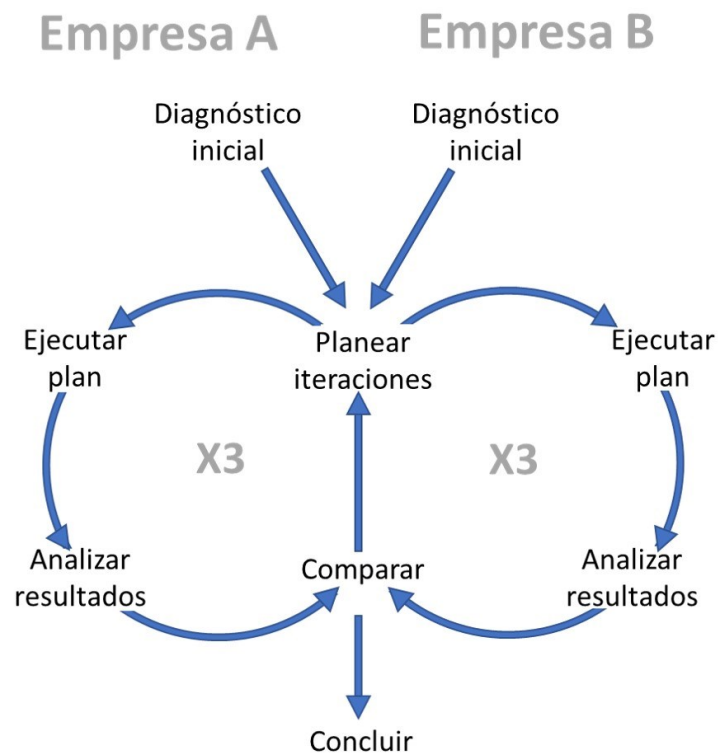 Empresa A
Empresa B
Diagnóstico
inicial
Diagnóstico
inicial
Ejecutar
plan
Planear
iteraciones
Ejecutar
plan
X3
X3
Analizar
resultados
Comparar
Analizar
resultados
Concluir